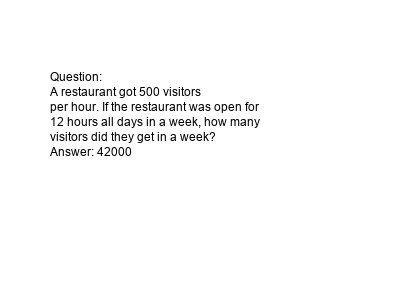 Question:
A restaurant got 500 visitors
per hour. If the restaurant was open for
12 hours all days in a week, how many
visitors did they get in a week?
Answer: 42000